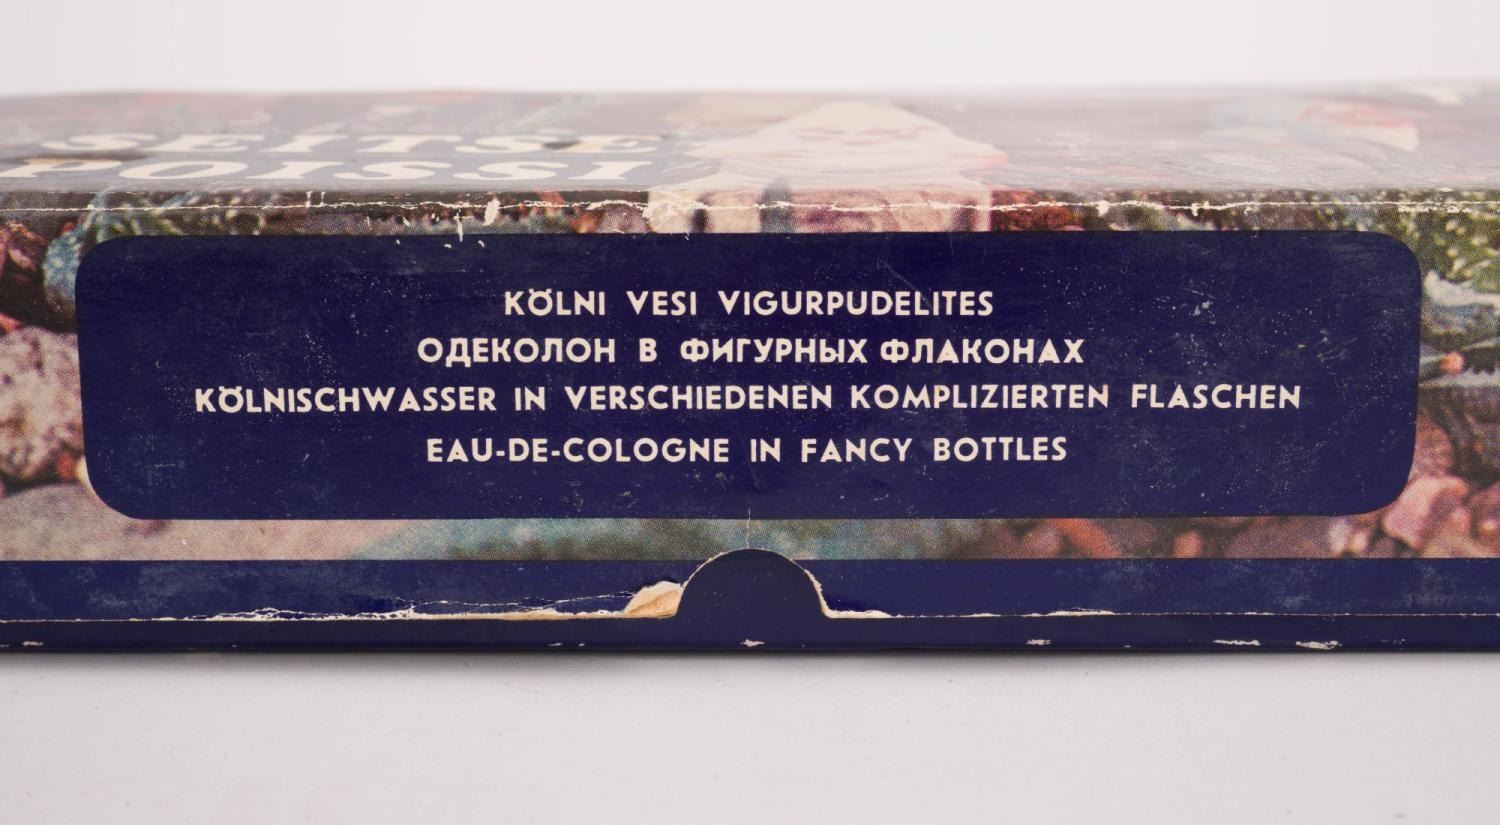 SEITSE
POISSI
KÖLNI VESI VIGURPUDELITES
ОДЕКОЛОН В ФИГУРНЫХ ФЛАКОНАХ
KÖLNISCHWASSER IN VERSCHIEDENEN KOMPLIZIERTEN FLASCHEN
EAU-DE-COLOGNE IN FANCY BOTTLES